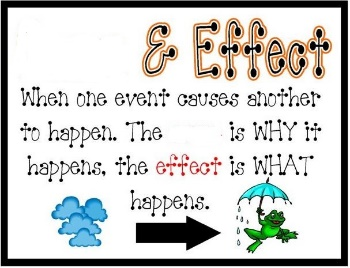 & Effect
When one event causes another
to happen. The is WHY it
happens, the effect is WHAT
happens.